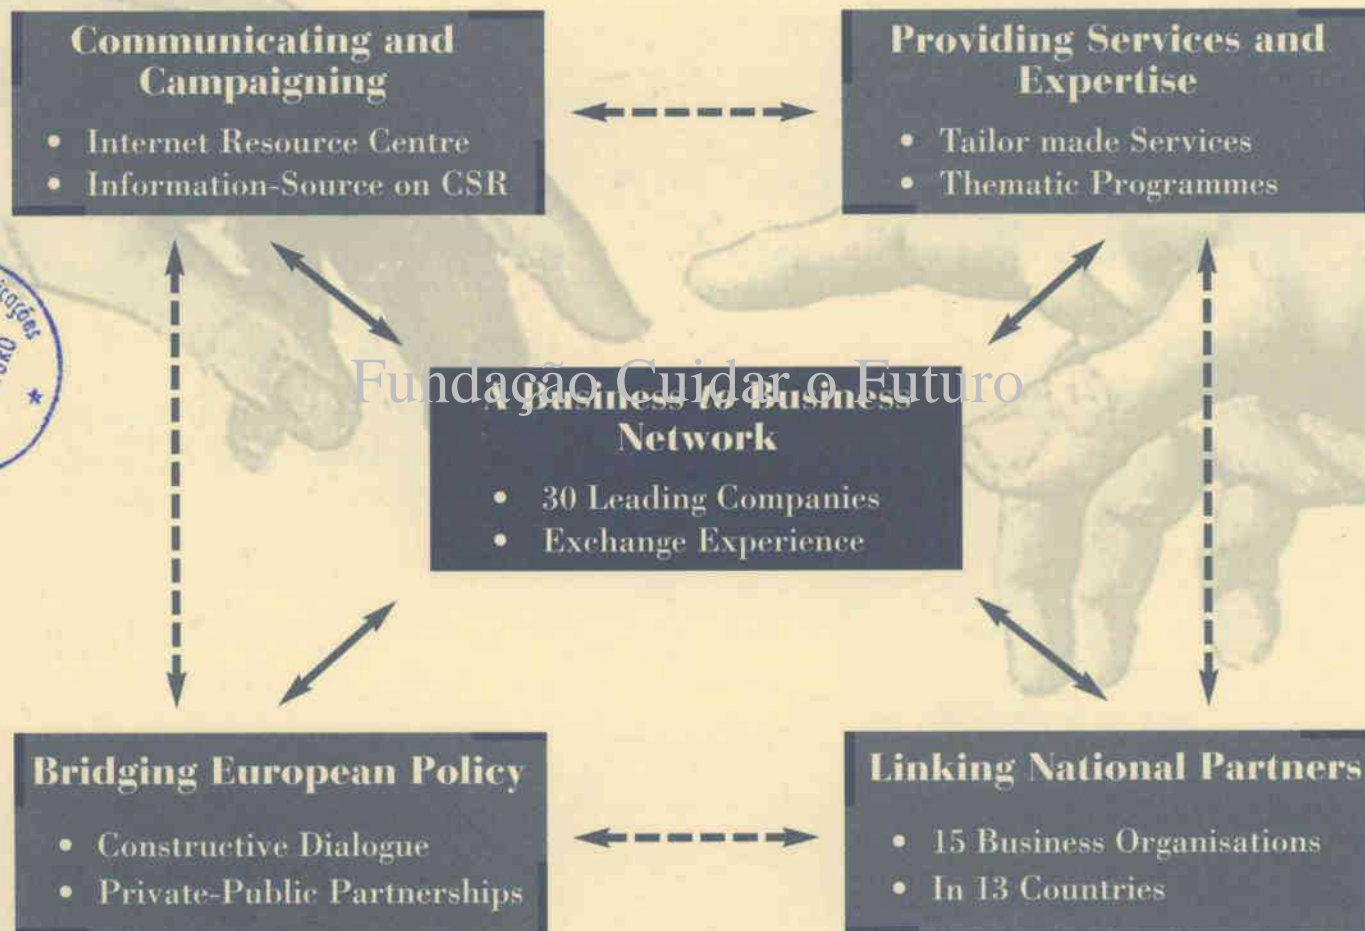 Communicating and
Campaigning
• Internet Resource Centre
• Information-Source on CSR
Providing Services and
Expertise
• Tailor made Services
• Thematic Programmes
Fundação Cuidar o Futuro
A Business to Business
Network
• 30 Leading Companies
• Exchange Experience
Bridging European Policy
• Constructive Dialogue
• Private-Public Partnerships
Linking National Partners
• 15 Business Organisations
• In 13 Countries